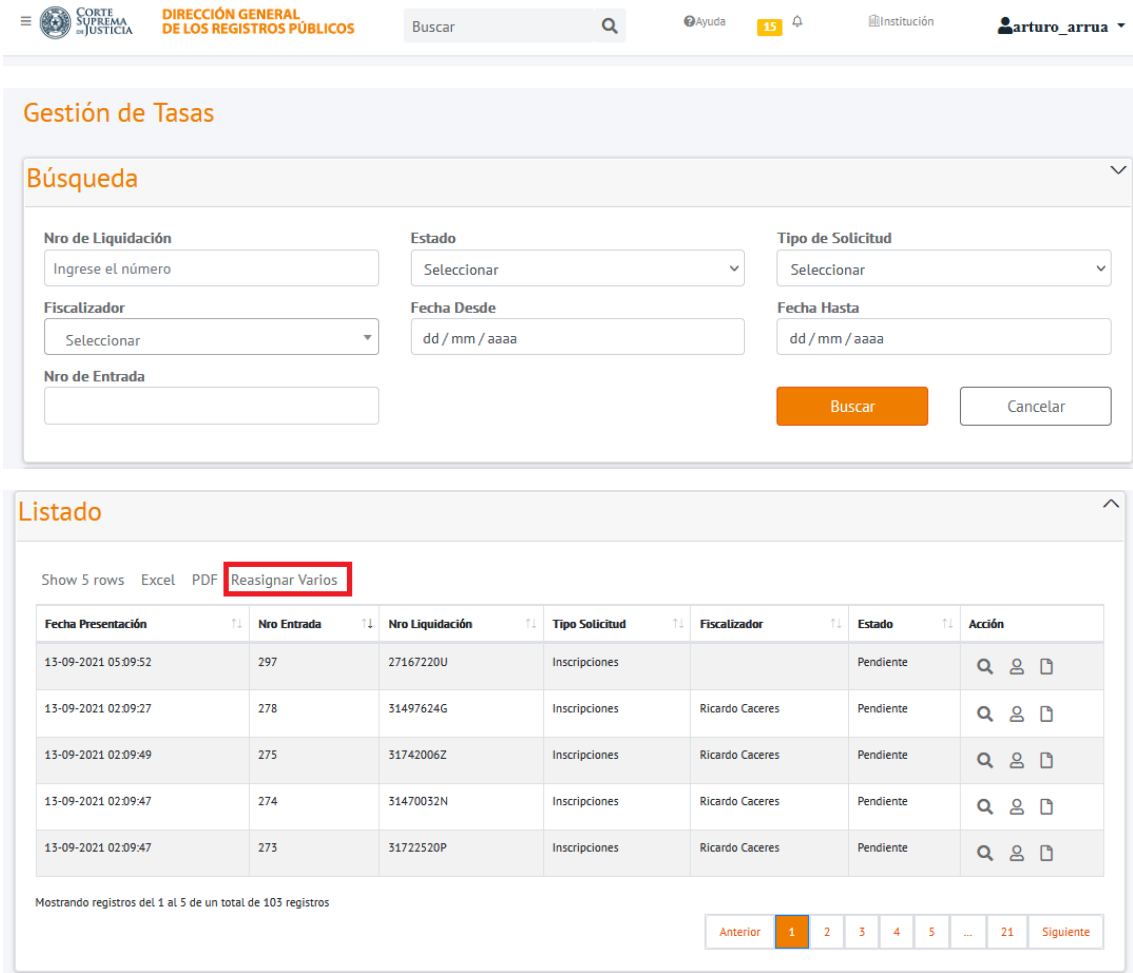 CORTE
SUPREMA
DE JUSTICIA
DIRECCIÓN GENERAL
DE LOS REGISTROS PÚBLICOS
Buscar
Ayuda
15
Institución
arturo_arrua
Gestión de Tasas
Búsqueda
Nro de Liquidación Estado Tipo de Solicitud
Ingrese el número Seleccionar Seleccionar
Fiscalizador Fecha Desde Fecha Hasta
Seleccionar dd / mm / aaaa dd / mm / aaaa
Nro de Entrada
Buscar Cancelar
Listado
Show 5 rows Excel PDF Reasignar Varios
Fecha Presentación Nro Entrada Nro Liquidación Tipo Solicitud Fiscalizador Estado Acción
13-09-2021 05:09:52 297 27167220U Inscripciones Pendiente
13-09-2021 02:09:27 278 31497624G Inscripciones Ricardo Caceres Pendiente
13-09-2021 02:09:49 275 31742006Z Inscripciones Ricardo Caceres Pendiente
13-09-2021 02:09:47 274 31470032N Inscripciones Ricardo Caceres Pendiente
13-09-2021 02:09:47 273 31722520P Inscripciones Ricardo Caceres Pendiente
Mostrando registros del 1 al 5 de un total de 103 registros
Anterior 1 2 3 4 5 ... 21 Siguiente